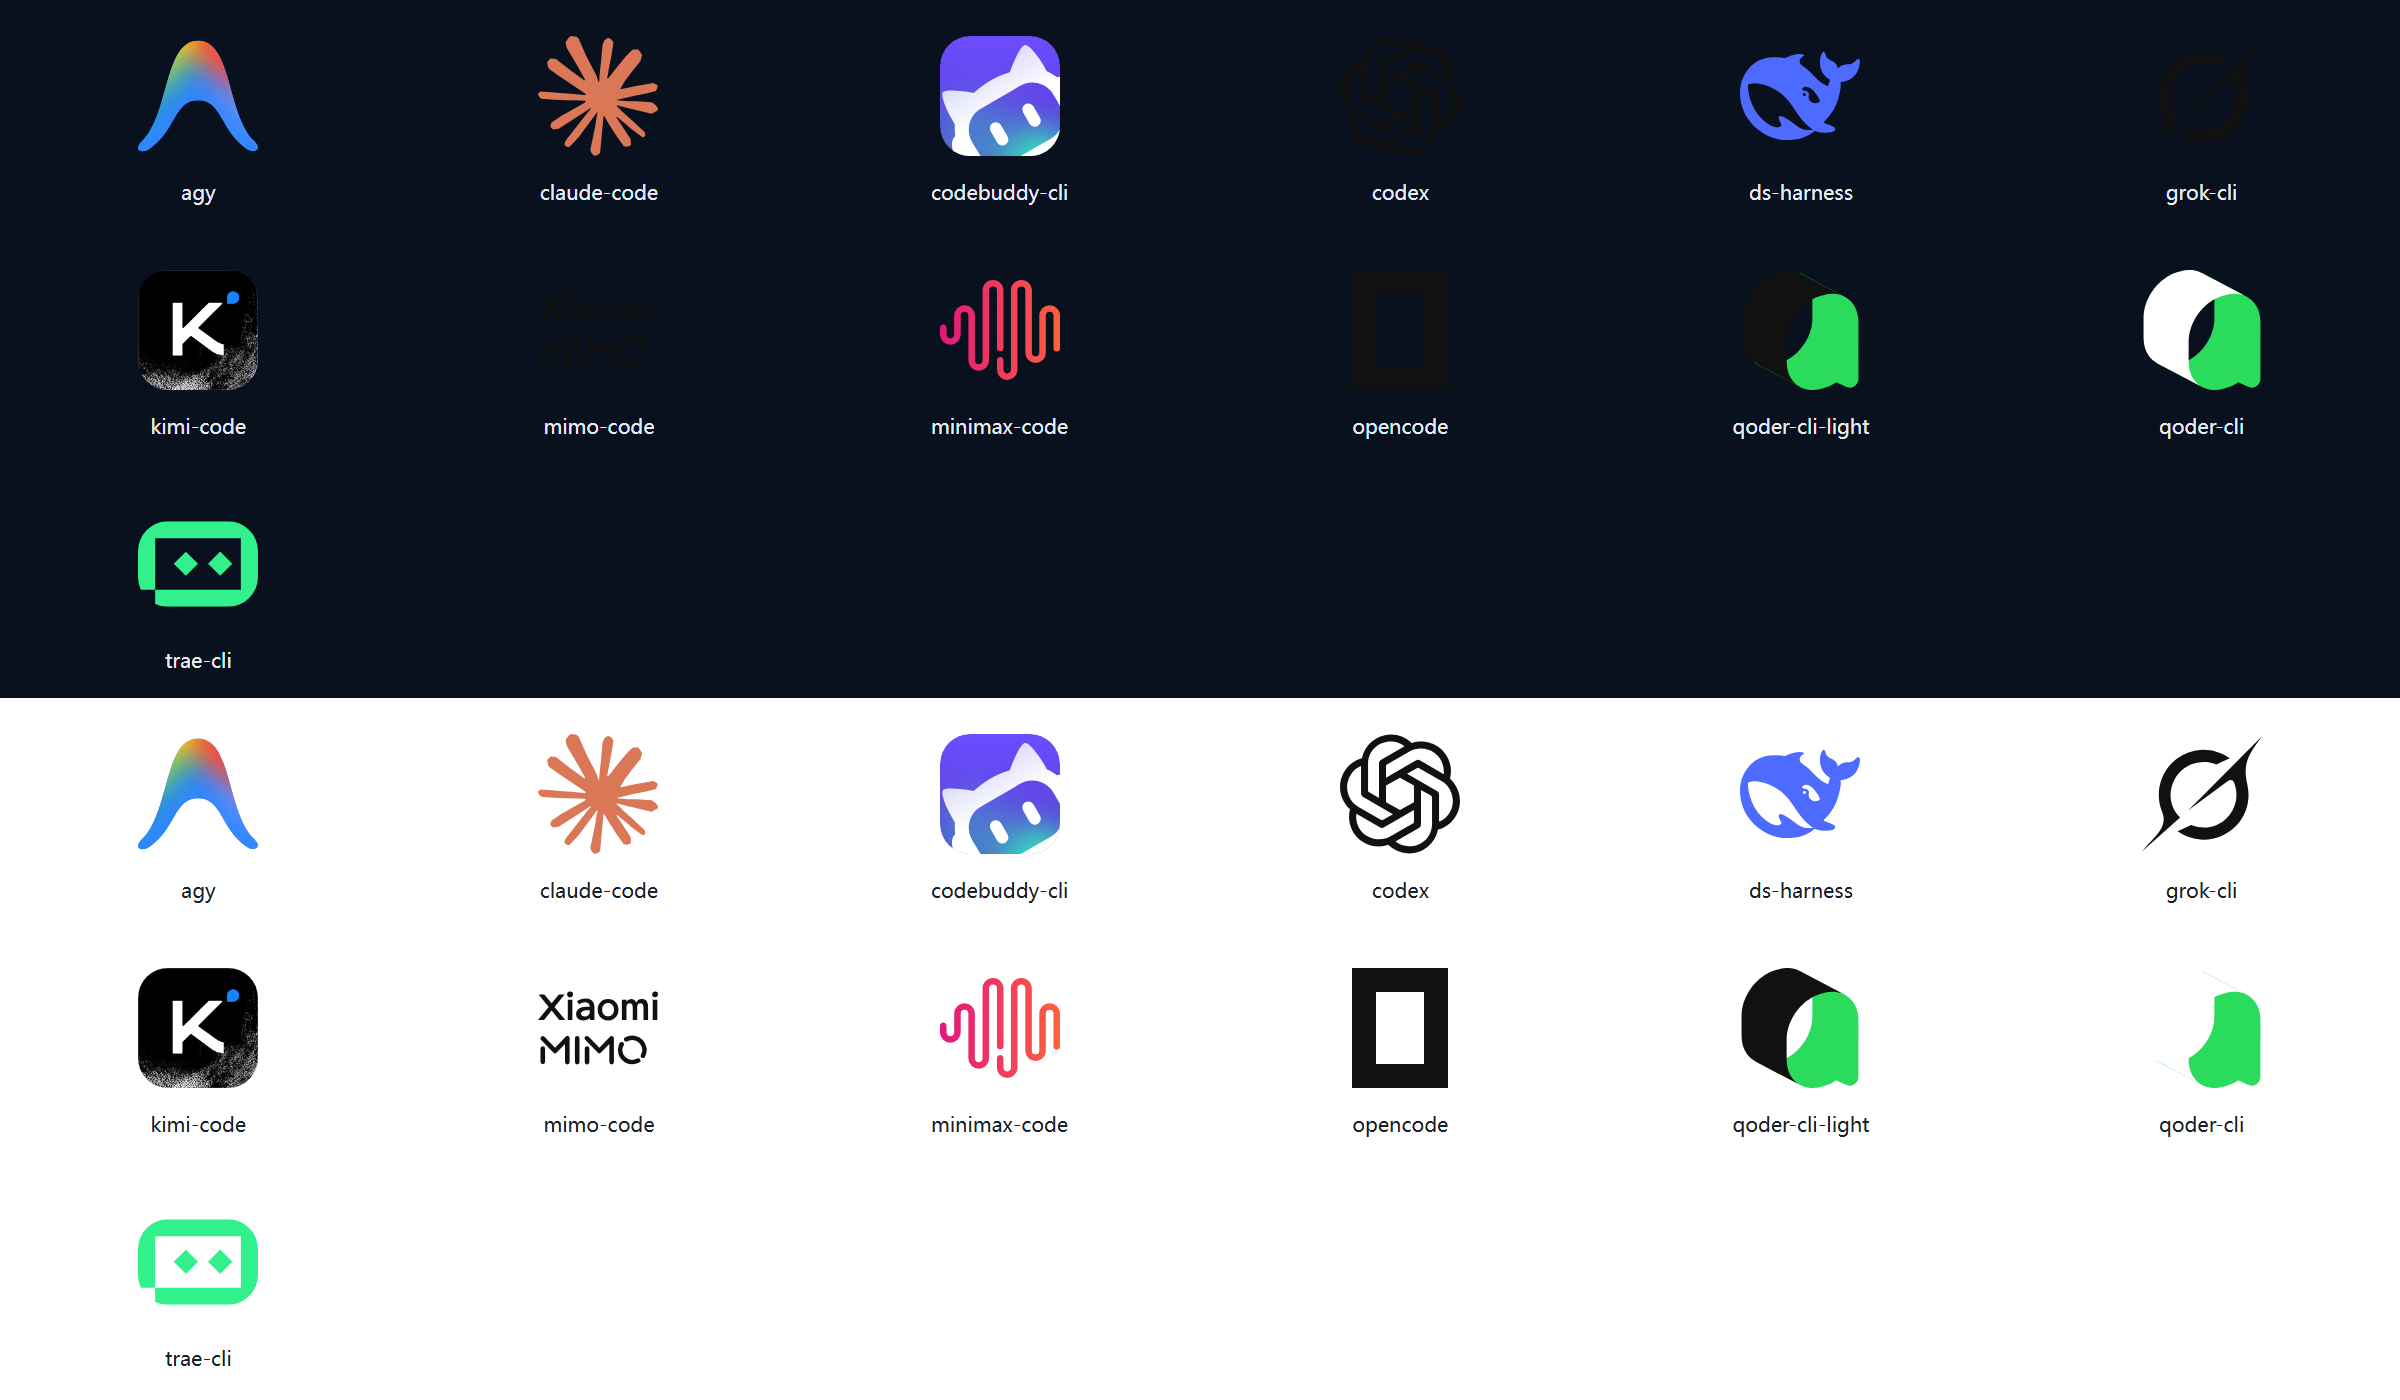 agy claude-code codebuddy-cli codex ds-harness grok-cli
K
Xiaomi
MIMO
kimi-code mimo-code minimax-code opencode qoder-cli-light qoder-cli
trae-cli
agy claude-code codebuddy-cli codex ds-harness grok-cli
K
Xiaomi
MIMO
kimi-code mimo-code minimax-code opencode qoder-cli-light qoder-cli
trae-cli